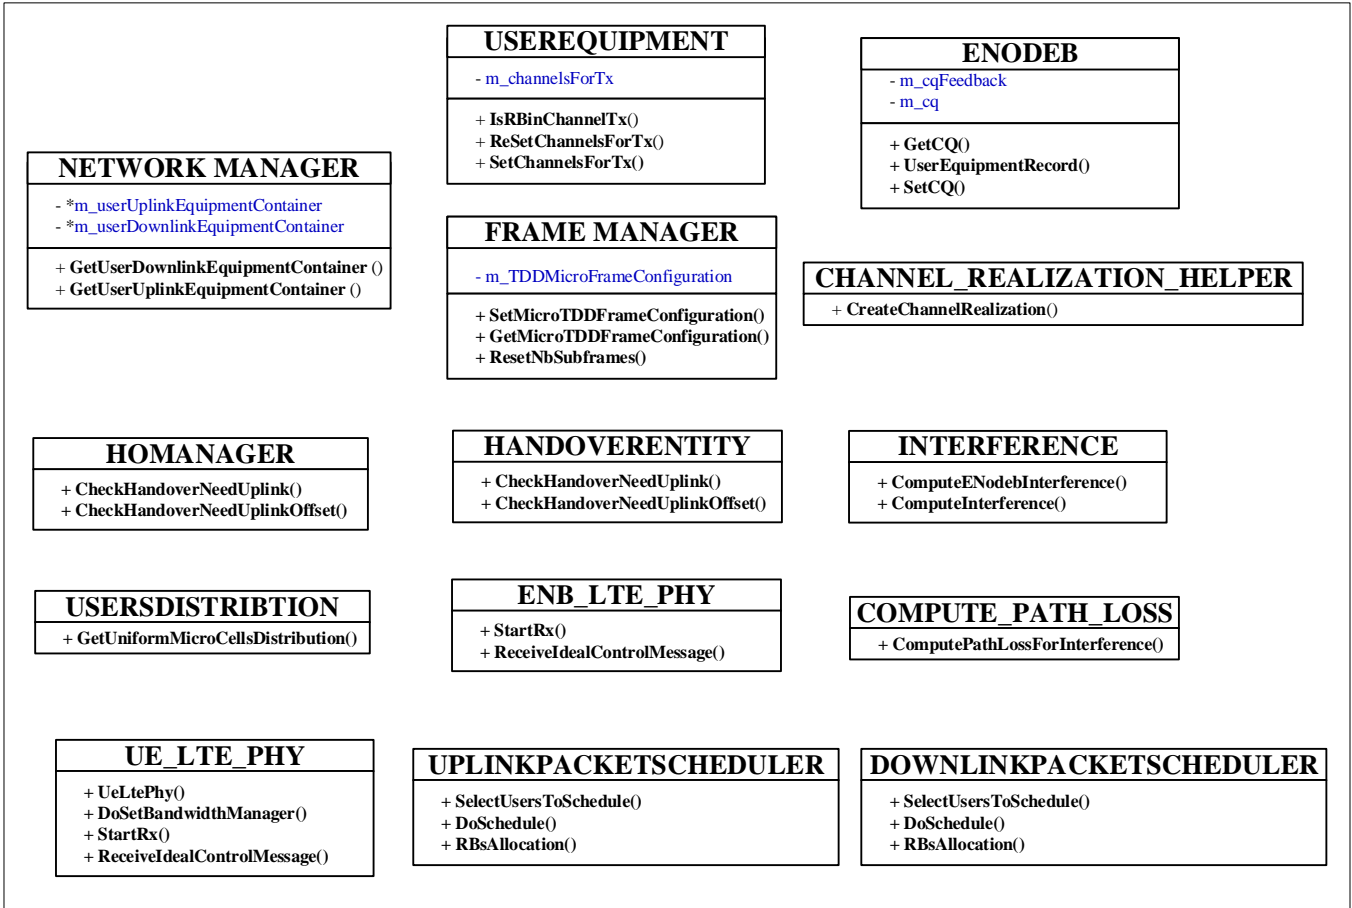 USEREQUIPMENT
- m_channelsForTx
+ IsRBinChannelTx()
+ ReSetChannelsForTx()
+ SetChannelsForTx()
ENODEB
- m_cqFeedback
- m_cq
+ GetCQ()
+ UserEquipmentRecord()
+ SetCQ()
NETWORK MANAGER
- *m_userUplinkEquipmentContainer
- *m_userDownlinkEquipmentContainer
+ GetUserDownlinkEquipmentContainer ()
+ GetUserUplinkEquipmentContainer ()
FRAME MANAGER
- m_TDDMicroFrameConfiguration
+ SetMicroTDDFrameConfiguration()
+ GetMicroTDDFrameConfiguration()
+ ResetNbSubframes()
CHANNEL_REALIZATION_HELPER
+ CreateChannelRealization()
HOMANAGER
+ CheckHandoverNeedUplink()
+ CheckHandoverNeedUplinkOffset()
HANDOVERENTITY
+ CheckHandoverNeedUplink()
+ CheckHandoverNeedUplinkOffset()
INTERFERENCE
+ ComputeENodebInterference()
+ ComputeInterference()
USERSDISTRIBTION
+ GetUniformMicroCellsDistribution()
ENB_LTE_PHY
+ StartRx()
+ ReceiveIdealControlMessage()
COMPUTE_PATH_LOSS
+ ComputePathLossForInterference()
UE_LTE_PHY
+ UeLtePhy()
+ DoSetBandwidthManager()
+ StartRx()
+ ReceiveIdealControlMessage()
UPLINKPACKETSCHEDULER
+ SelectUsersToSchedule()
+ DoSchedule()
+ RBsAllocation()
DOWNLINKPACKETSCHEDULER
+ SelectUsersToSchedule()
+ DoSchedule()
+ RBsAllocation()